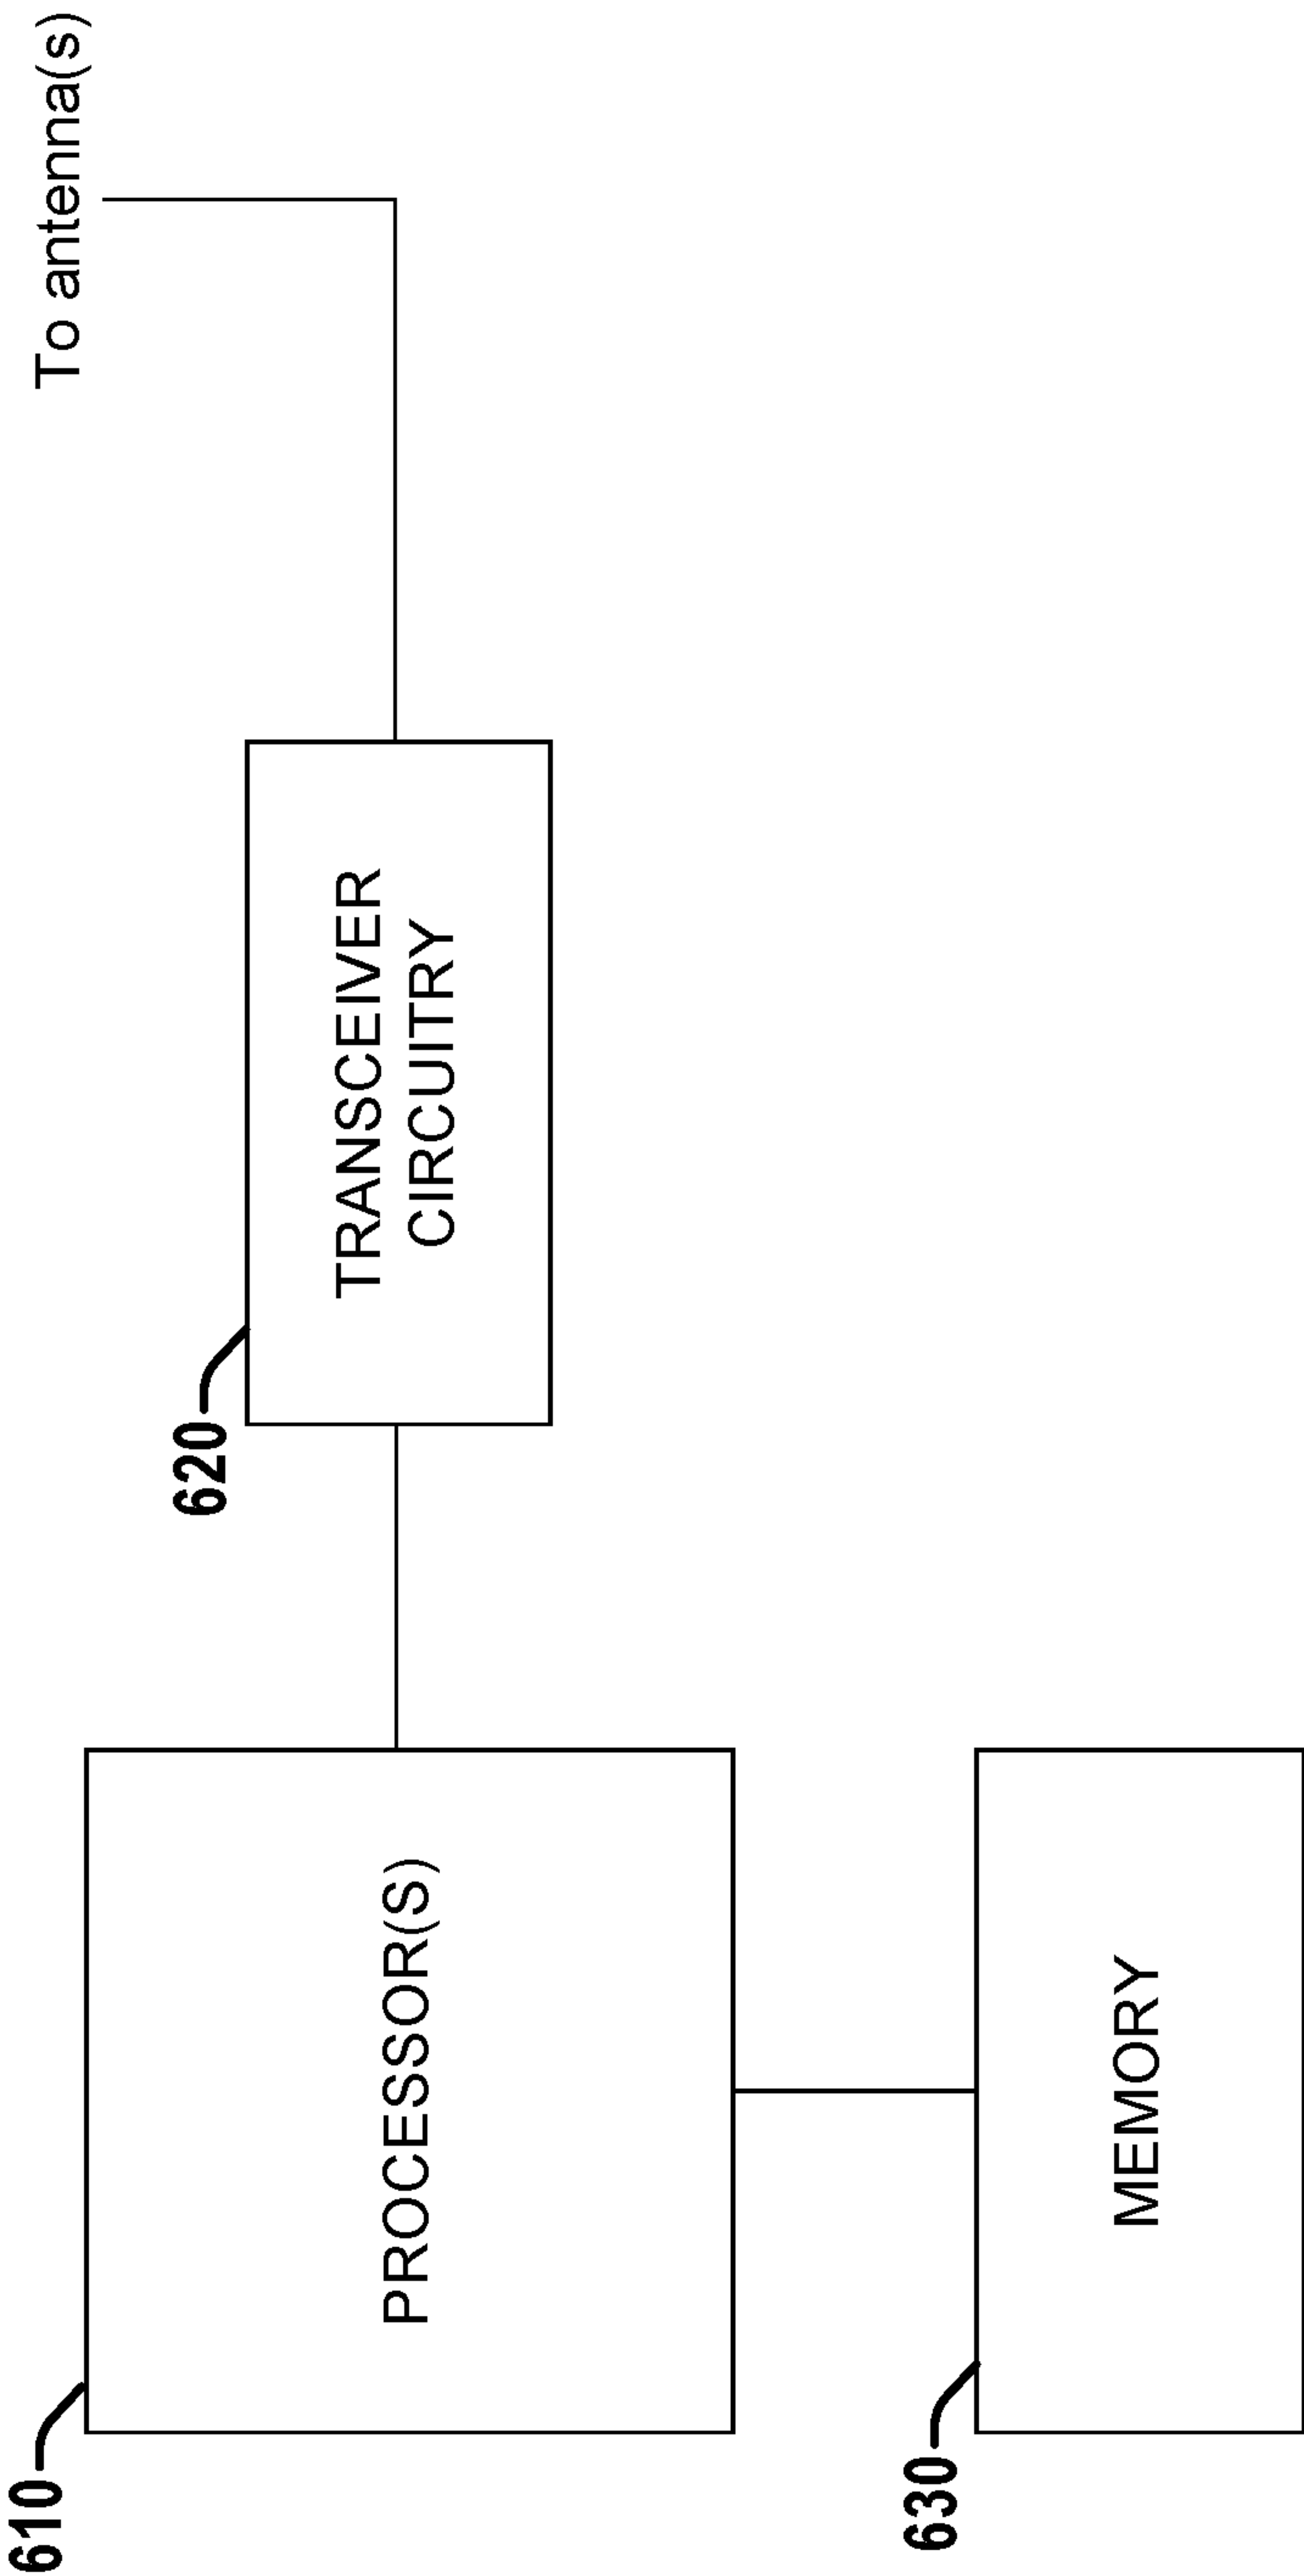 To antenna(s)
620
TRANSCEIVER
CIRCUITRY
610
PROCESSOR(S)
630
MEMORY